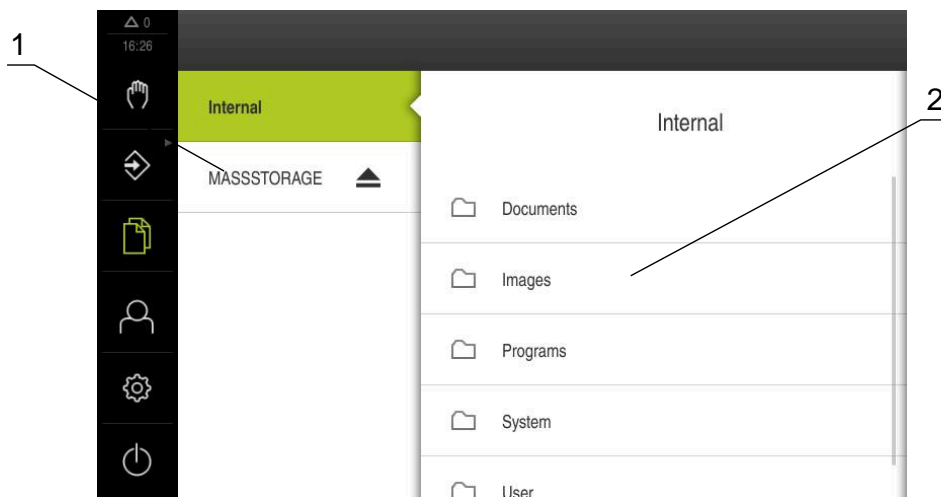 1
0
16:26
2
Internal
Internal
MASSSTORAGE
Documents
Images
Programs
System
User